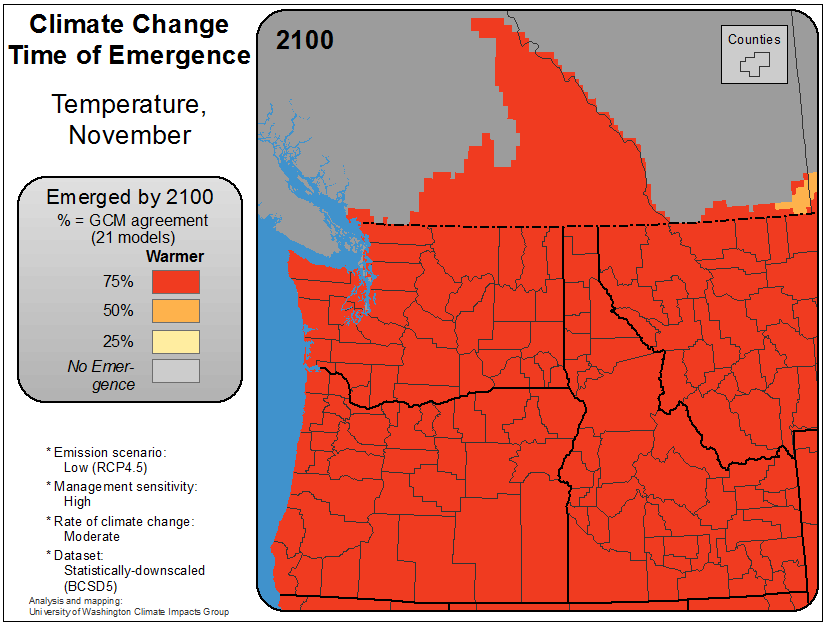 Climate Change
Time of Emergence
Temperature,
November
Emerged by 2100
% = GCM agreement
(21 models)
Warmer
75%
50%
25%
No Emer-
gence
* Emission scenario:
Low (RCP4.5)
* Management sensitivity:
High
* Rate of climate change:
Moderate
* Dataset:
Statistically-downscaled
(BCSD5)
Analysis and mapping:
University of Washington Climate Impacts Group
2100
Counties